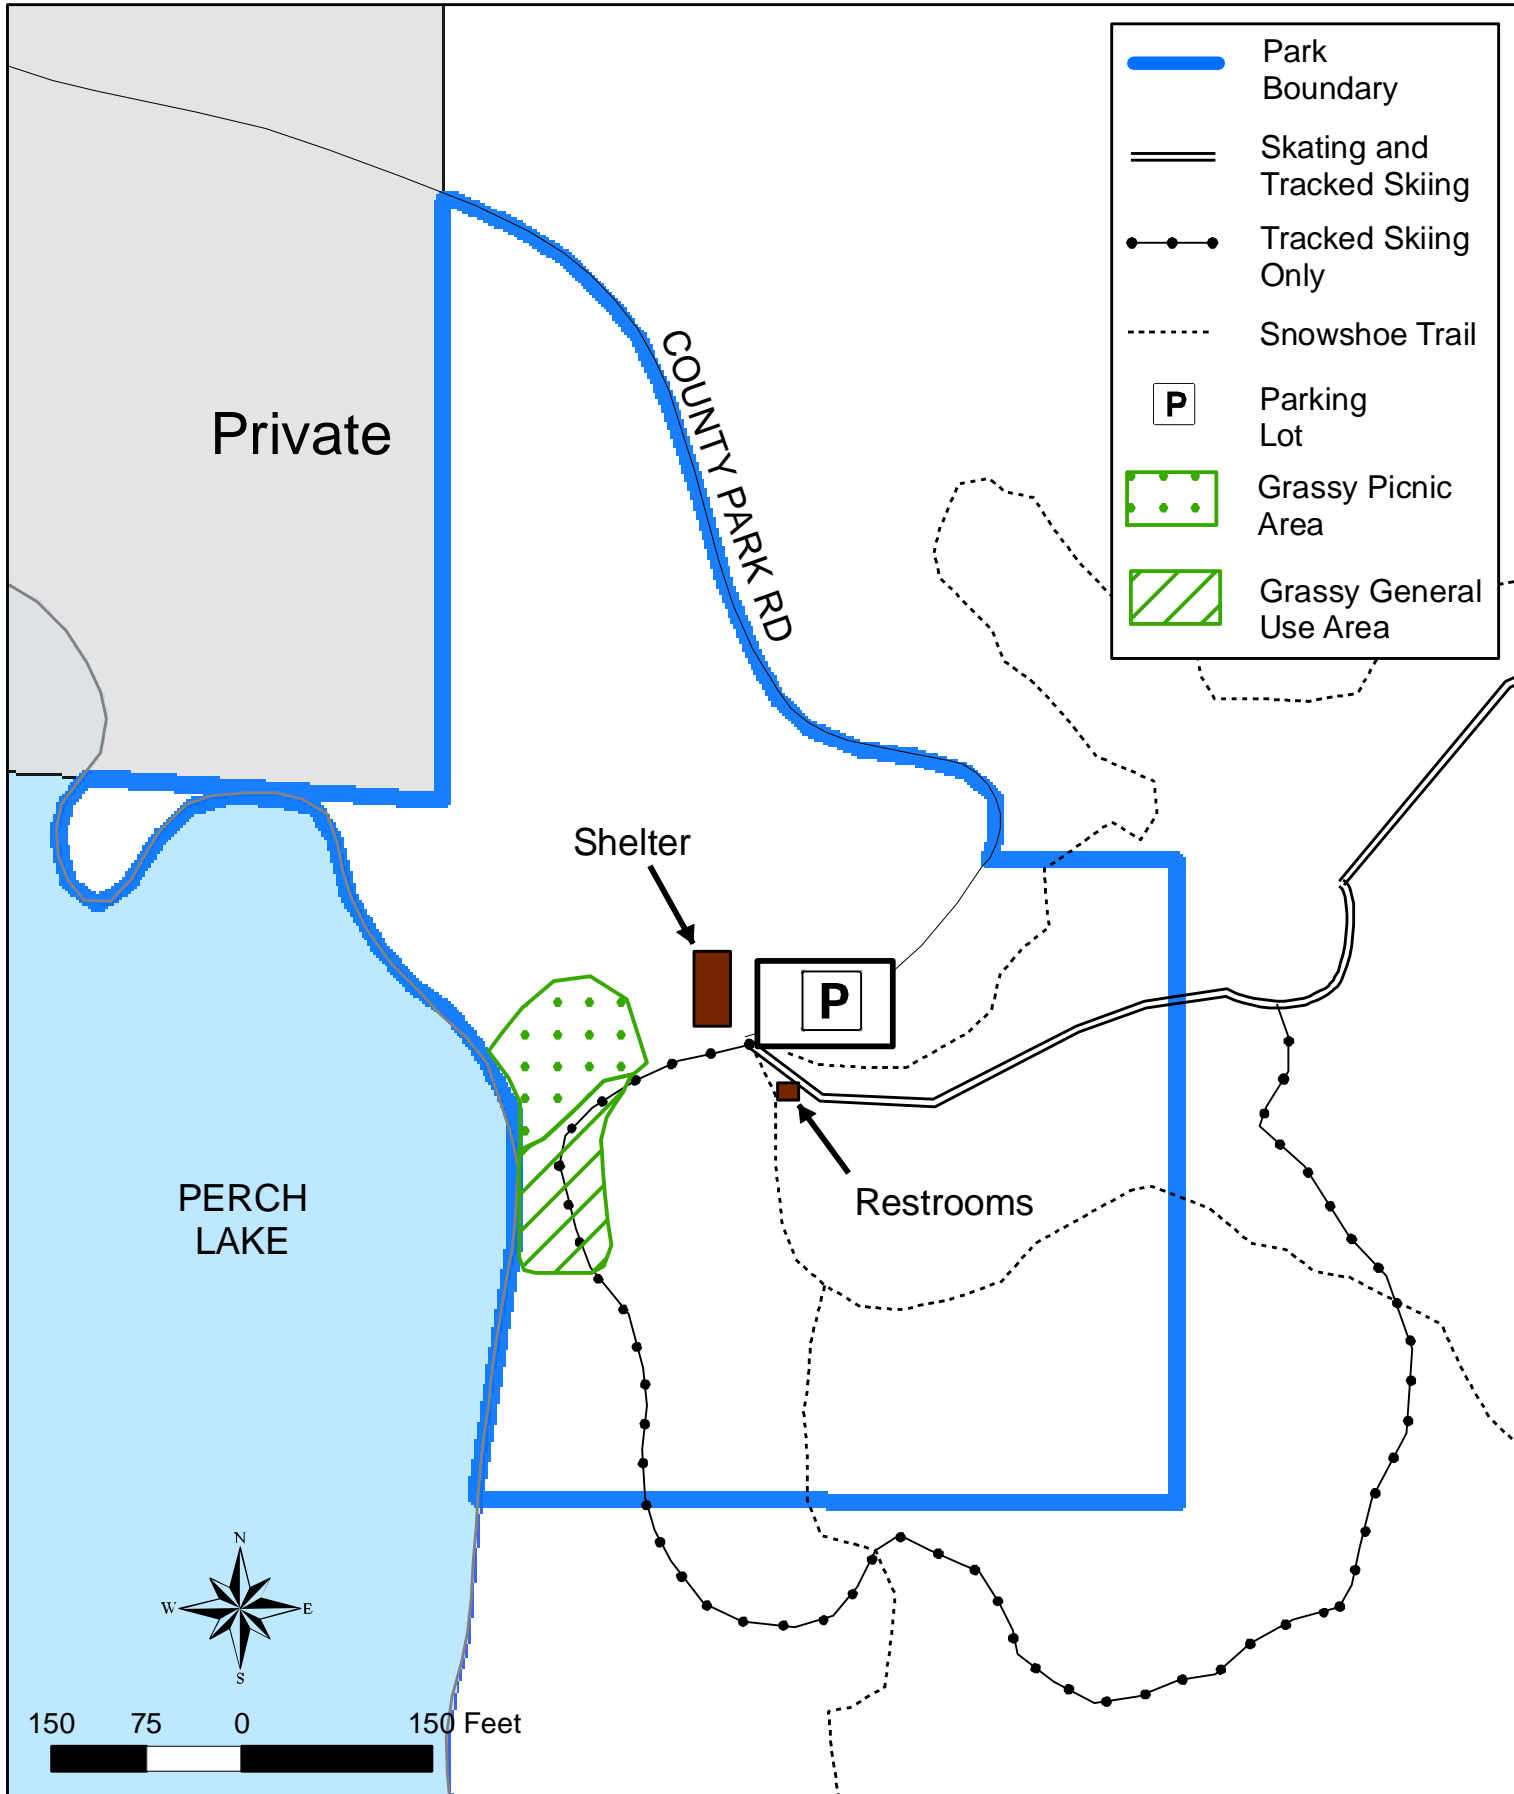 Park
Boundary
Skating and
Tracked Skiing
Tracked Skiing
Only
Snowshoe Trail
P
Parking
Lot
Grassy Picnic
Area
Grassy General
Use Area
Private
COUNTY PARK RD
Shelter
P
Restrooms
PERCH
LAKE
N
W
E
S
150 75 0 150 Feet